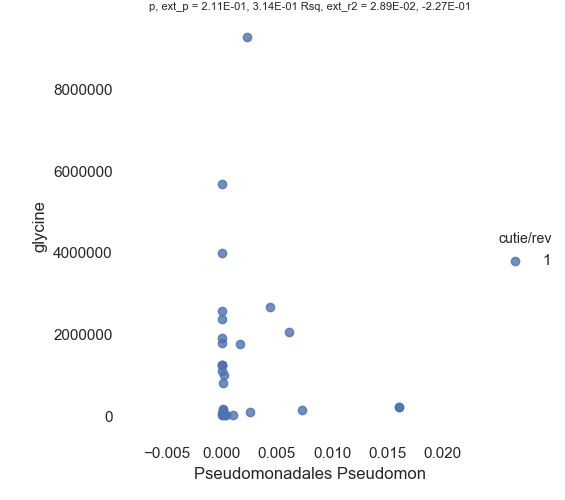 p, ext_p = 2.11E-01, 3.14E-01 Rsq, ext_r2 = 2.89E-02, -2.27E-01
8000000
6000000
4000000
2000000
0
glycine
cutie/rev
1
−0.005 0.000 0.005 0.010 0.015 0.020
Pseudomonadales Pseudomon